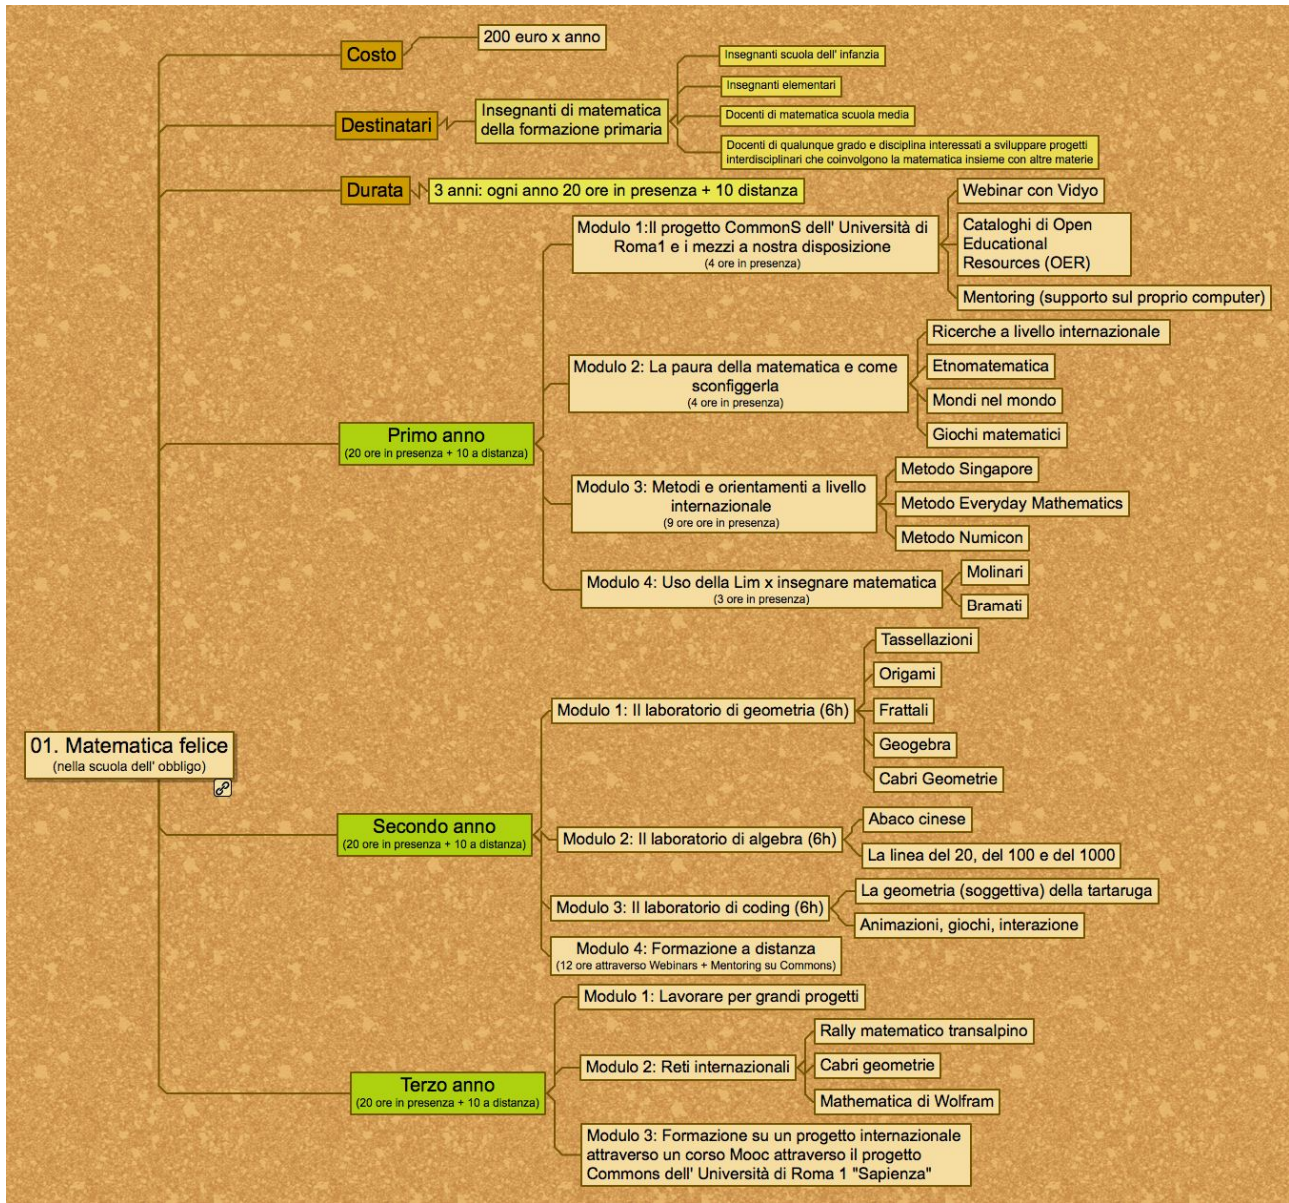 Costo
200 euro x anno
Destinatari
Insegnanti di matematica
della formazione primaria
Insegnanti scuola dell' infanzia
Insegnanti elementari
Docenti di matematica scuola media
Docenti di qualunque grado e disciplina interessati a sviluppare progetti
interdisciplinari che coinvolgono la matematica insieme con altre materie
Durata
3 anni: ogni anno 20 ore in presenza + 10 distanza
01. Matematica felice
(nella scuola dell' obbligo)
Primo anno
(20 ore in presenza + 10 a distanza)
Modulo 1:Il progetto CommonS dell' Università di
Roma1 e i mezzi a nostra disposizione
(4 ore in presenza)
Webinar con Vidyo
Cataloghi di Open
Educational
Resources (OER)
Mentoring (supporto sul proprio computer)
Modulo 2: La paura della matematica e come
sconfiggerla
(4 ore in presenza)
Ricerche a livello internazionale
Etnomatematica
Mondi nel mondo
Giochi matematici
Modulo 3: Metodi e orientamenti a livello
internazionale
(9 ore ore in presenza)
Metodo Singapore
Metodo Everyday Mathematics
Metodo Numicon
Modulo 4: Uso della Lim x insegnare matematica
(3 ore in presenza)
Molinari
Bramati
Secondo anno
(20 ore in presenza + 10 a distanza)
Modulo 1: Il laboratorio di geometria (6h)
Tassellazioni
Origami
Frattali
Geogebra
Cabri Geometrie
Modulo 2: Il laboratorio di algebra (6h)
Abaco cinese
La linea del 20, del 100 e del 1000
Modulo 3: Il laboratorio di coding (6h)
La geometria (soggettiva) della tartaruga
Animazioni, giochi, interazione
Modulo 4: Formazione a distanza
(12 ore attraverso Webinars + Mentoring su Commons)
Terzo anno
(20 ore in presenza + 10 a distanza)
Modulo 1: Lavorare per grandi progetti
Modulo 2: Reti internazionali
Rally matematico transalpino
Cabri geometrie
Mathematica di Wolfram
Modulo 3: Formazione su un progetto internazionale
attraverso un corso Mooc attraverso il progetto
Commons dell' Università di Roma 1 "Sapienza"